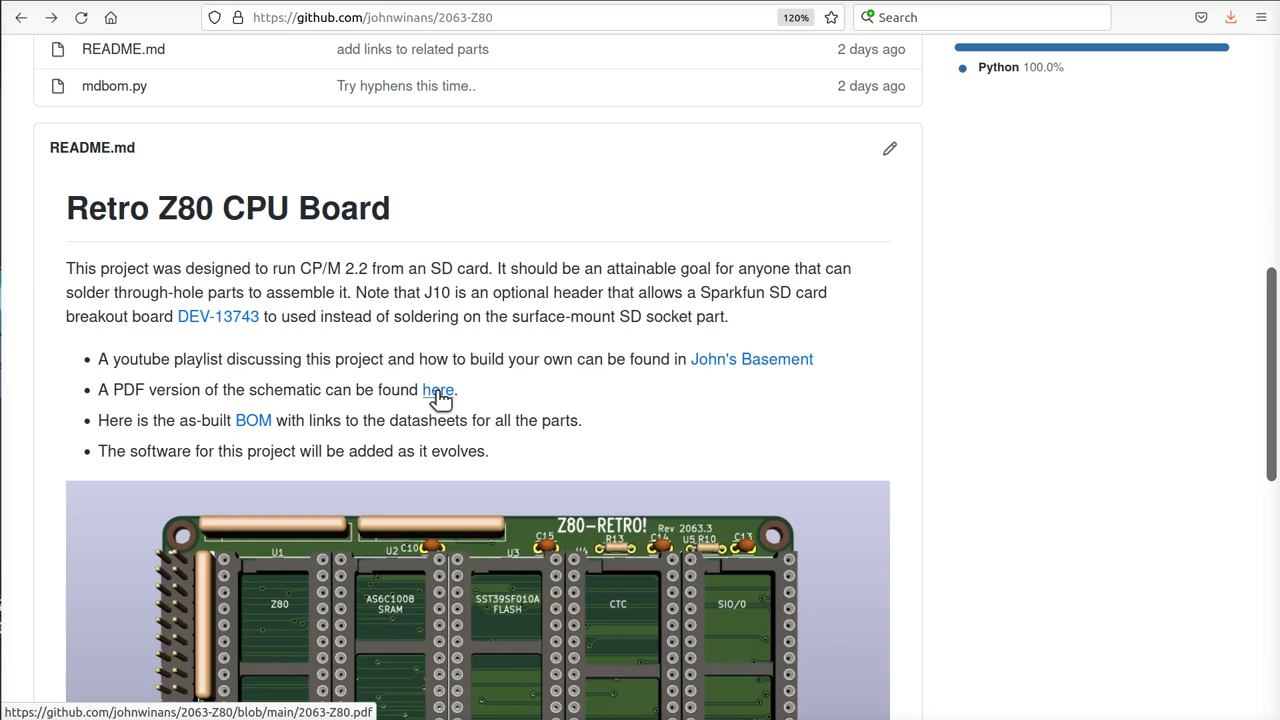 https://github.com/johnwinans/2063-Z80
120%
Search
README.md add links to related parts 2 days ago
Python 100.0%
mdbom.py Try hyphens this time.. 2 days ago
README.md
Retro Z80 CPU Board
This project was designed to run CP/M 2.2 from an SD card. It should be an attainable goal for anyone that can
solder through-hole parts to assemble it. Note that J10 is an optional header that allows a Sparkfun SD card
breakout board DEV-13743 to used instead of soldering on the surface-mount SD socket part.
• A youtube playlist discussing this project and how to build your own can be found in John's Basement
• A PDF version of the schematic can be found here.
• Here is the as-built BOM with links to the datasheets for all the parts.
• The software for this project will be added as it evolves.
Z80-RETRO! Rev 2063.3
C15 R13 C14 U5 R10 C13
U1 U2 C10 U3 U4
Z80
AS6C1008
SRAM
SST39SF010A
FLASH
CTC
SIO/0
https://github.com/johnwinans/2063-Z80/blob/main/2063-Z80.pdf